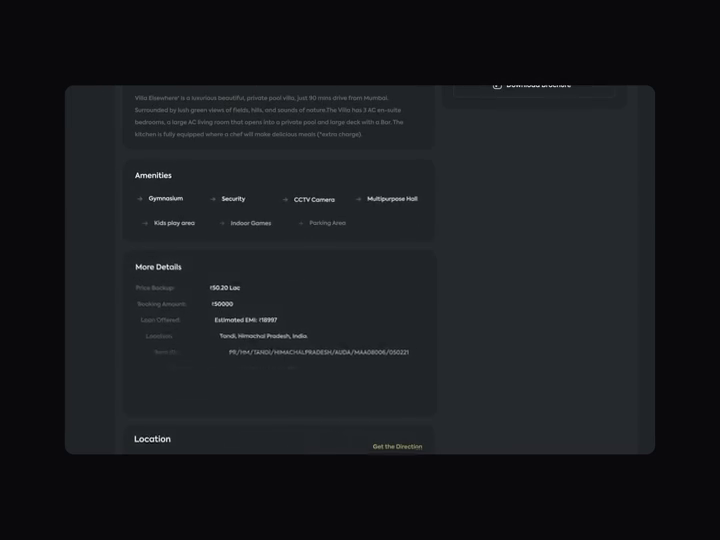 Villa Elsewhere' is a luxurious beautiful, private pool villa, just 90 mins drive from Mumbai.
Surrounded by lush green views of fields, hills, and sounds of nature.The Villa has 3 AC en-suite
bedrooms, a large AC living room that opens into a private pool and large deck with a Bar. The
kitchen is fully equipped where a chef will make delicious meals (*extra charge).
Download Brochure
Amenities
Gymnasium Security CCTV Camera Multipurpose Hall
Kids play area Indoor Games Parking Area
More Details
Price Backup: ₹50.20 Lac
Booking Amount: ₹50000
Loan Offered: Estimated EMI: ₹18997
Location: Tandi, Himachal Pradesh, India
PR/HM/TANDI/HIMACHALPRADESH/AUDA/MAA08006/050221
Location
Get the Direction